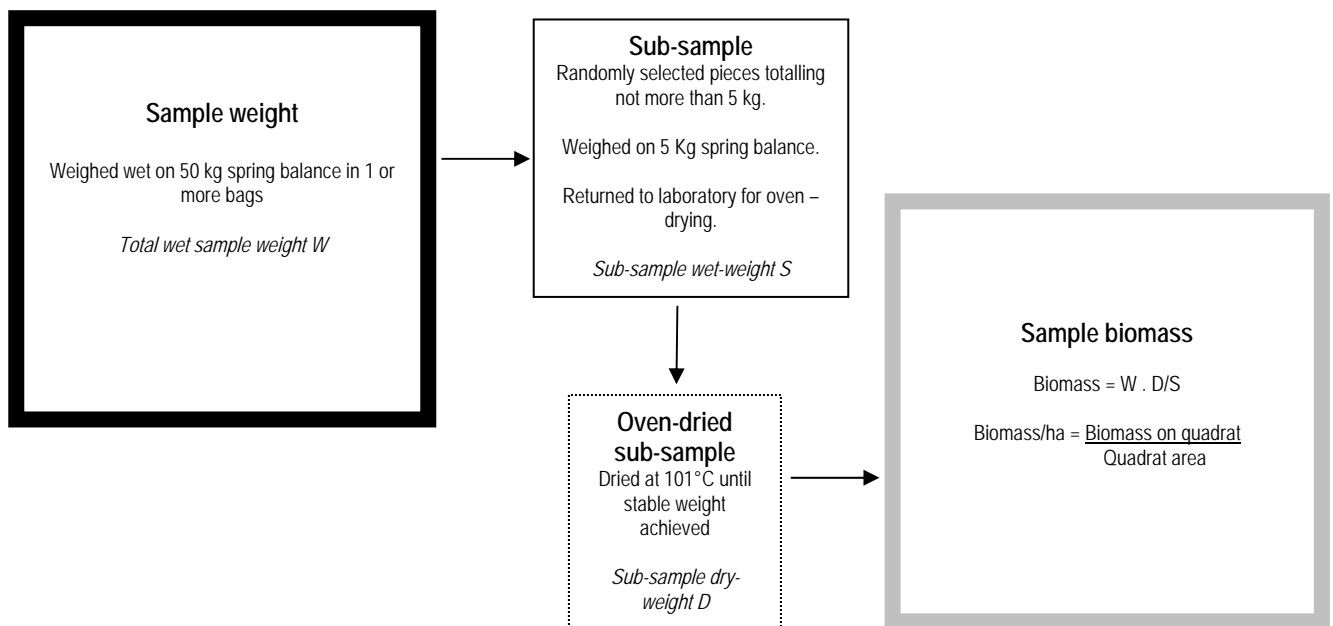 Sample weight
Weighed wet on 50 kg spring balance in 1 or
more bags
Total wet sample weight W
Sub-sample
Randomly selected pieces totalling
not more than 5 kg.
Weighed on 5 Kg spring balance.
Returned to laboratory for oven –
drying.
Sub-sample wet-weight S
Oven-dried
sub-sample
Dried at 101°C until
stable weight
achieved
Sub-sample dry-
weight D
Sample biomass
Biomass = W . D/S
Biomass/ha = Biomass on quadrat
Quadrat area